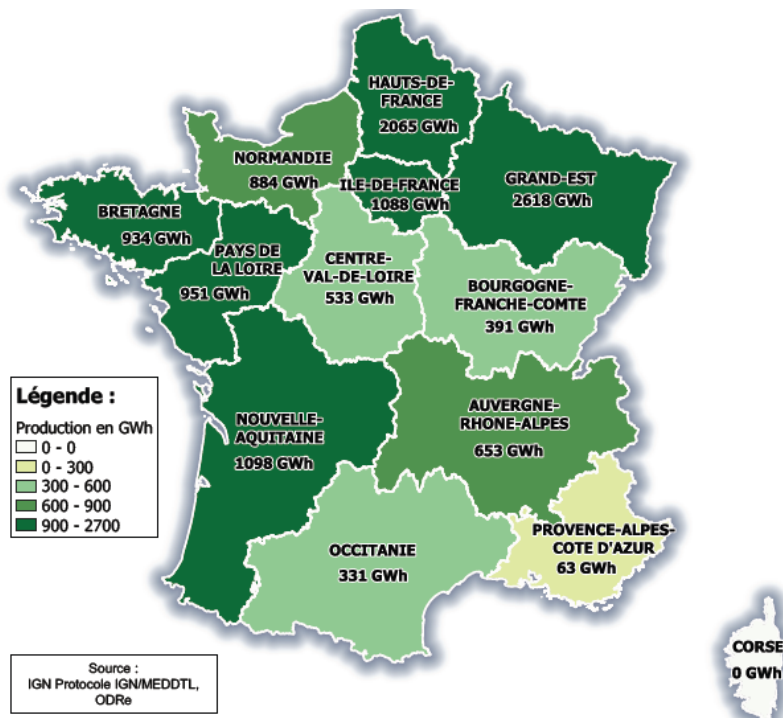 HAUTS-DE-
FRANCE
2065 GWh
NORMANDIE
884 GWh
ILE-DE-FRANCE
1088 GWh
GRAND-EST
2618 GWh
BRETAGNE
934 GWh
PAYS DE
LA LOIRE
951 GWh
CENTRE-
VAL-DE-LOIRE
533 GWh
BOURGOGNE-
FRANCHE-COMTE
391 GWh
Légende :
Production en GWh
0 - 0
0 - 300
300 - 600
600 - 900
900 - 2700
NOUVELLE-
AQUITAINE
1098 GWh
AUVERGNE-
RHONE-ALPES
653 GWh
OCCITANIE
331 GWh
PROVENCE-ALPES-
COTE D'AZUR
63 GWh
CORSE
0 GWh
Source :
IGN Protocole IGN/MEDDTL,
ODRe